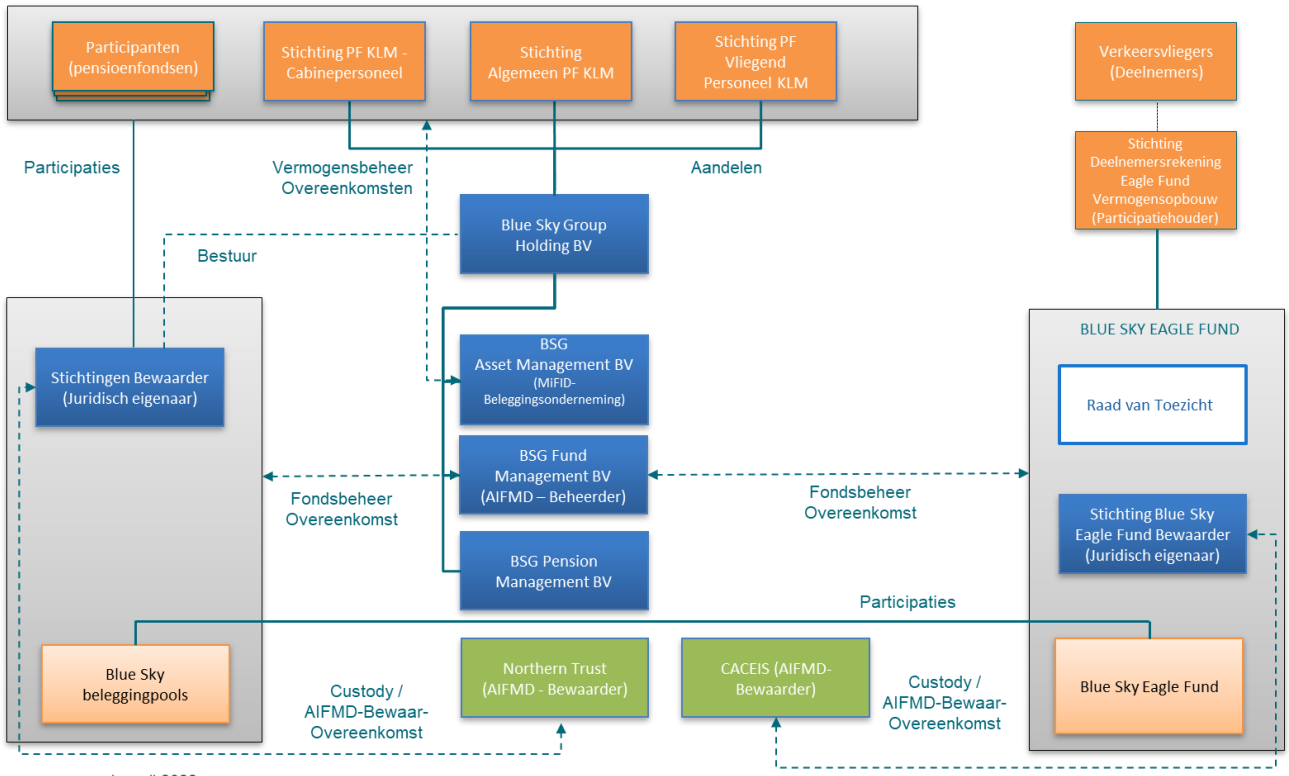 Participanten
(pensioenfondsen)
Stichting PF KLM -
Cabinepersoneel
Stichting
Algemeen PF KLM
Stichting PF
Vliegend
Personeel KLM
Verkeersvliegers
(Deelnemers)
Stichting
Deelnemersrekening
Eagle Fund
Vermogensopbouw
(Participatiehouder)
Participaties
Vermogensbeheer
Overeenkomsten
Aandelen
Blue Sky Group
Holding BV
Bestuur
BLUE SKY EAGLE FUND
BSG
Asset Management BV
(MiFID-
Beleggingsonderneming)
Stichtingen Bewaarder
(Juridisch eigenaar)
Raad van Toezicht
BSG Fund
Management BV
(AIFMD – Beheerder)
Fondsbeheer
Overeenkomst
Fondsbeheer
Overeenkomst
Stichting Blue Sky
Eagle Fund Bewaarder
(Juridisch eigenaar)
BSG Pension
Management BV
Participaties
Blue Sky
beleggingpools
Northern Trust
(AIFMD - Bewaarder)
CACEIS (AIFMD-
Bewaarder)
Blue Sky Eagle Fund
Custody /
AIFMD-Bewaar-
Overeenkomst
Custody /
AIFMD-Bewaar-
Overeenkomst